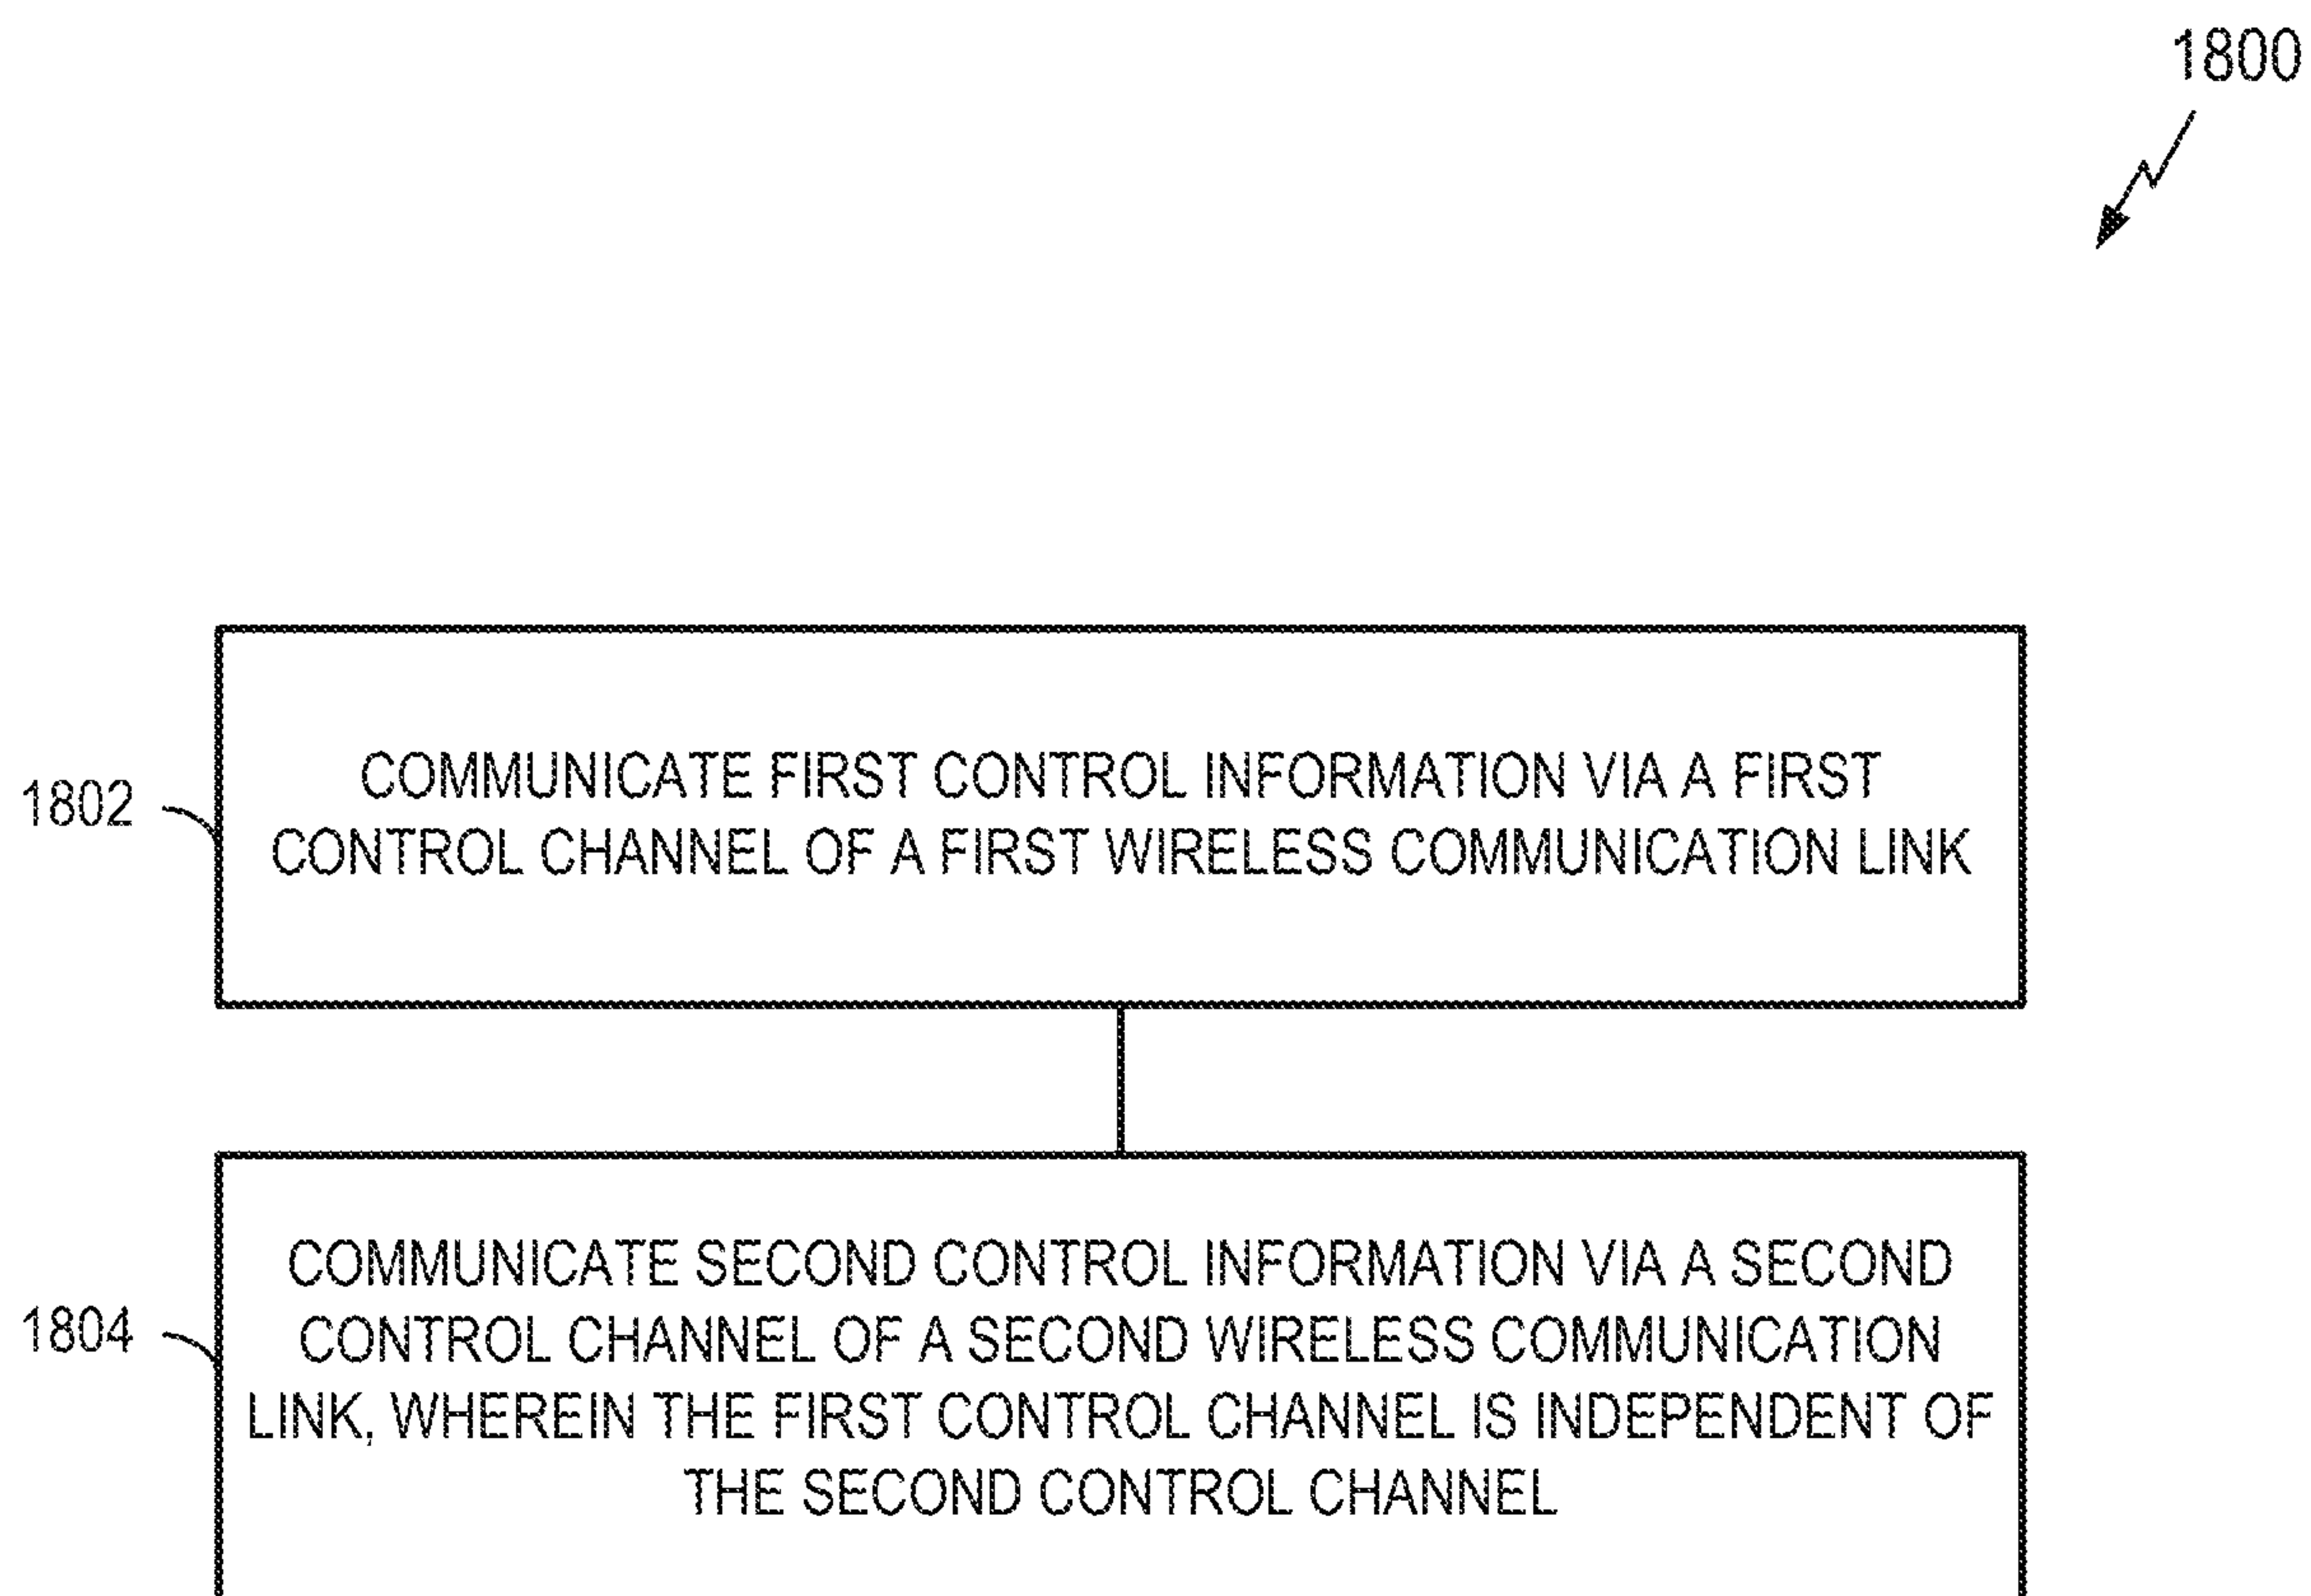 1800
1802
COMMUNICATE FIRST CONTROL INFORMATION VIA A FIRST
CONTROL CHANNEL OF A FIRST WIRELESS COMMUNICATION LINK
1804
COMMUNICATE SECOND CONTROL INFORMATION VIA A SECOND
CONTROL CHANNEL OF A SECOND WIRELESS COMMUNICATION
LINK, WHEREIN THE FIRST CONTROL CHANNEL IS INDEPENDENT OF
THE SECOND CONTROL CHANNEL